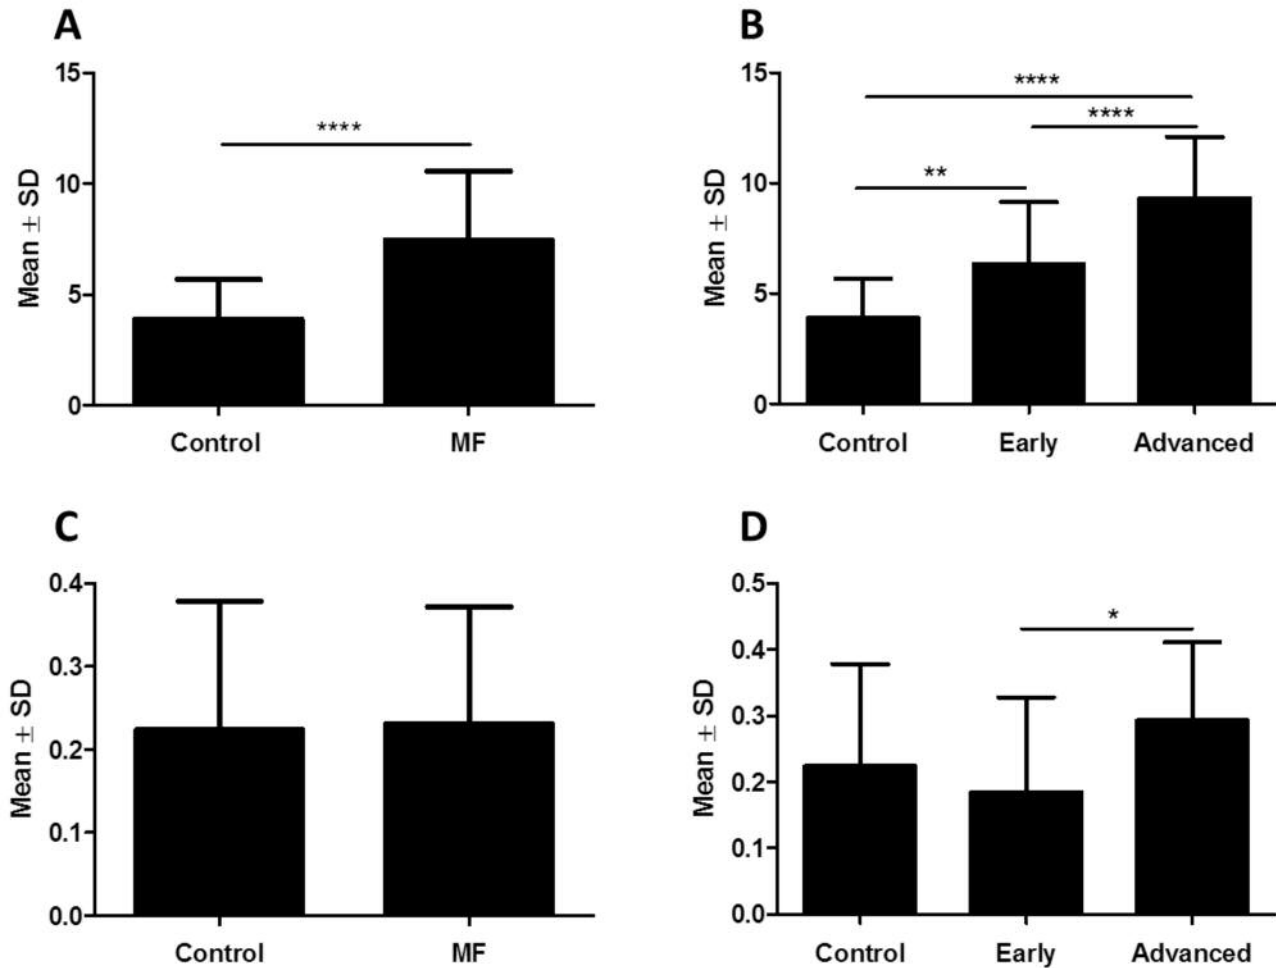 A
15
10
5
0
Mean ± SD
****
Control
MF
B
15
10
5
0
Mean ± SD
****
****
**
Control
Early
Advanced
C
0.4
0.3
0.2
0.1
0.0
Mean ± SD
Control
MF
D
0.5
0.4
0.3
0.2
0.1
0.0
Mean ± SD
*
Control
Early
Advanced